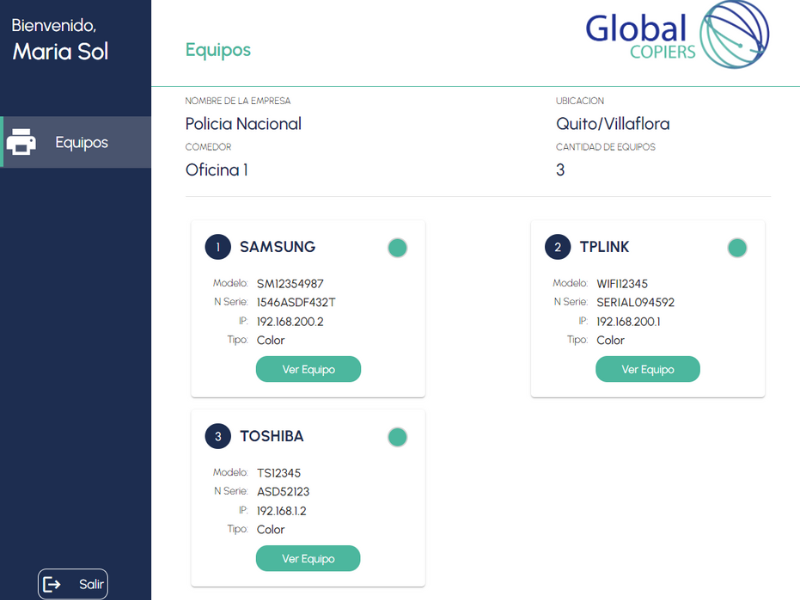 Bienvenido,
Maria Sol
Equipos
Salir
Equipos
Global
COPIERS
NOMBRE DE LA EMPRESA
Policia Nacional
UBICACION
Quito/Villaflora
COMEDOR
Oficina 1
CANTIDAD DE EQUIPOS
3
1 SAMSUNG
Modelo: SM12354987
N Serie: 1546ASDF432T
IP: 192.168.200.2
Tipo: Color
Ver Equipo
2 TPLINK
Modelo: WIFI12345
N Serie: SERIAL094592
IP: 192.168.200.1
Tipo: Color
Ver Equipo
3 TOSHIBA
Modelo: TS12345
N Serie: ASD52123
IP: 192.168.1.2
Tipo: Color
Ver Equipo